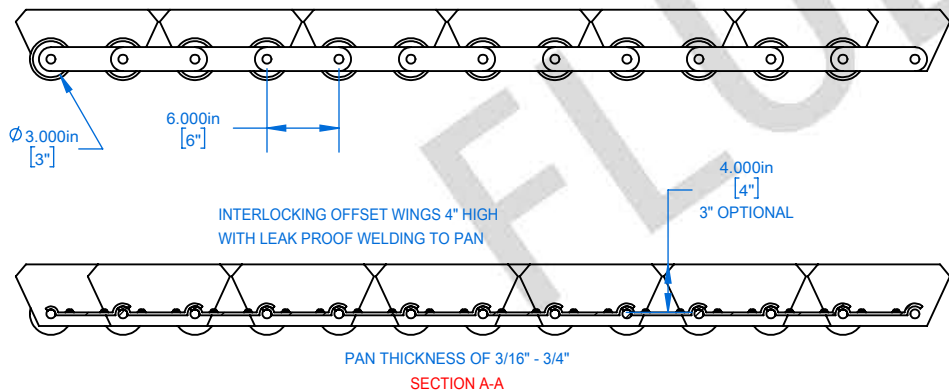 Ø 3.000in
[3"]
6.000in
[6"]
4.000in
[4"]
3" OPTIONAL
INTERLOCKING OFFSET WINGS 4" HIGH
WITH LEAK PROOF WELDING TO PAN
PAN THICKNESS OF 3/16" - 3/4"
SECTION A-A